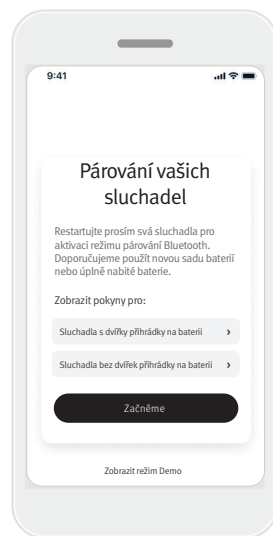 9:41
Párování vašich
sluchadel
Restartujte prosím svá sluchadla pro
aktivaci režimu párování Bluetooth.
Doporučujeme použít novou sadu baterií
nebo úplně nabité baterie.
Zobrazit pokyny pro:
Sluchadla s dvířky přihrádky na baterii
Sluchadla bez dvířek přihrádky na baterii
Začněme
Zobrazit režim Demo